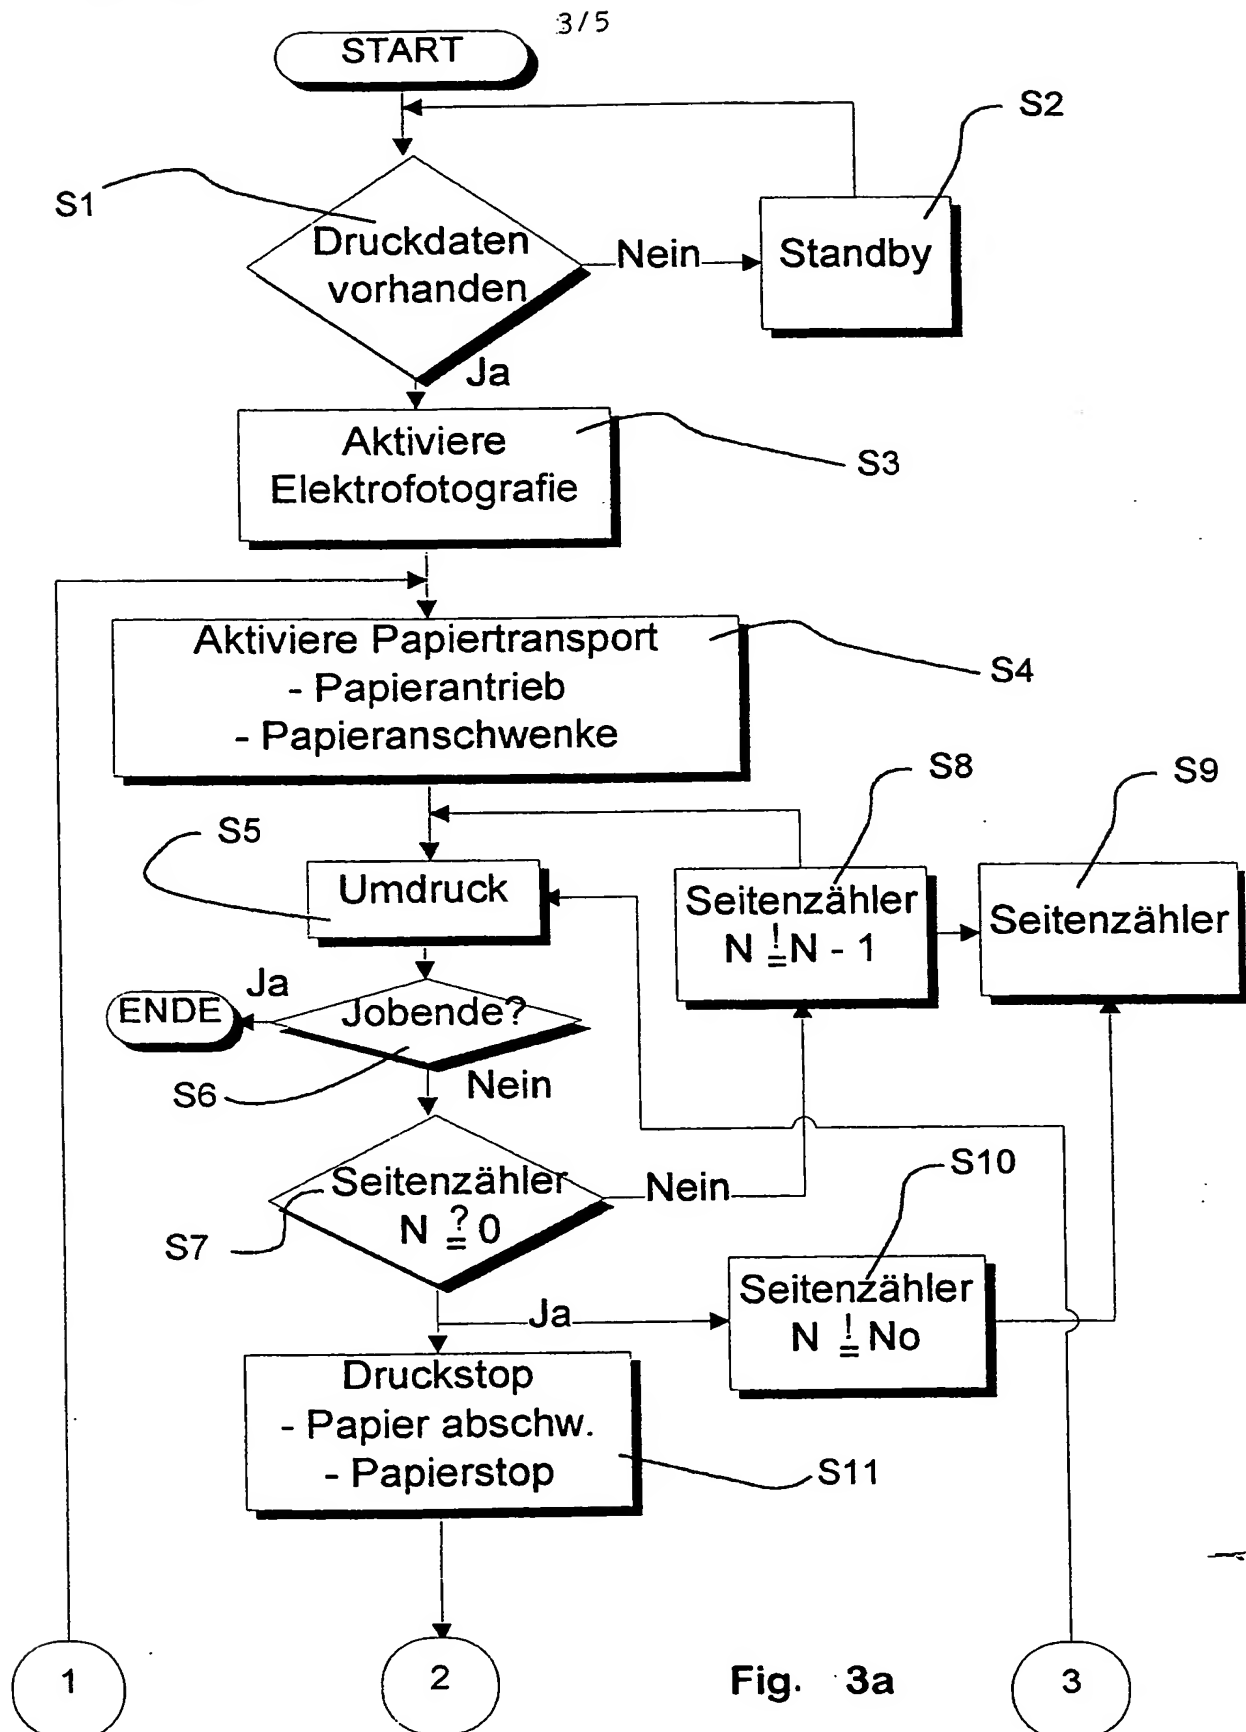 3/5
START
S2
S1
Druckdaten
vorhanden
Nein
Standby
Ja
Aktiviere
Elektrofotografie
S3
Aktiviere Papiertransport
- Papierantrieb
- Papieranschwenke
S4
S8
S9
S5
Umdruck
Seitenzähler
N != N - 1
Seitenzähler
Ja
ENDE
Jobende?
S6
Nein
S10
Seitenzähler
N ?= 0
Nein
S7
Seitenzähler
N != No
Ja
Druckstop
- Papier abschw.
- Papierstop
S11
1
2
Fig. 3a
3